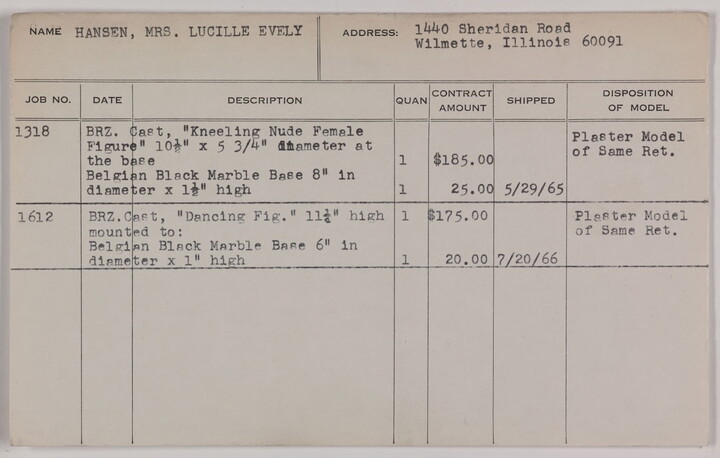 NAME HANSEN, MRS. LUCILLE EVELY ADDRESS: 1440 Sheridan Road
Wilmette, Illinois 60091
JOB NO. DATE DESCRIPTION QUAN CONTRACT AMOUNT SHIPPED DISPOSITION OF MODEL
1318 BRZ. Cast, "Kneeling Nude Female
Figure" 10½" x 5 3/4" diameter at
the base 1 $185.00
Belgian Black Marble Base 8" in
diameter x 1½" high 1 25.00 5/29/65
Plaster Model
of Same Ret.
1612 BRZ.Cast, "Dancing Fig." 11¼" high 1 $175.00
mounted to:
Belgian Black Marble Base 6" in
diameter x 1" high 1 20.00 7/20/66
Plaster Model
of Same Ret.